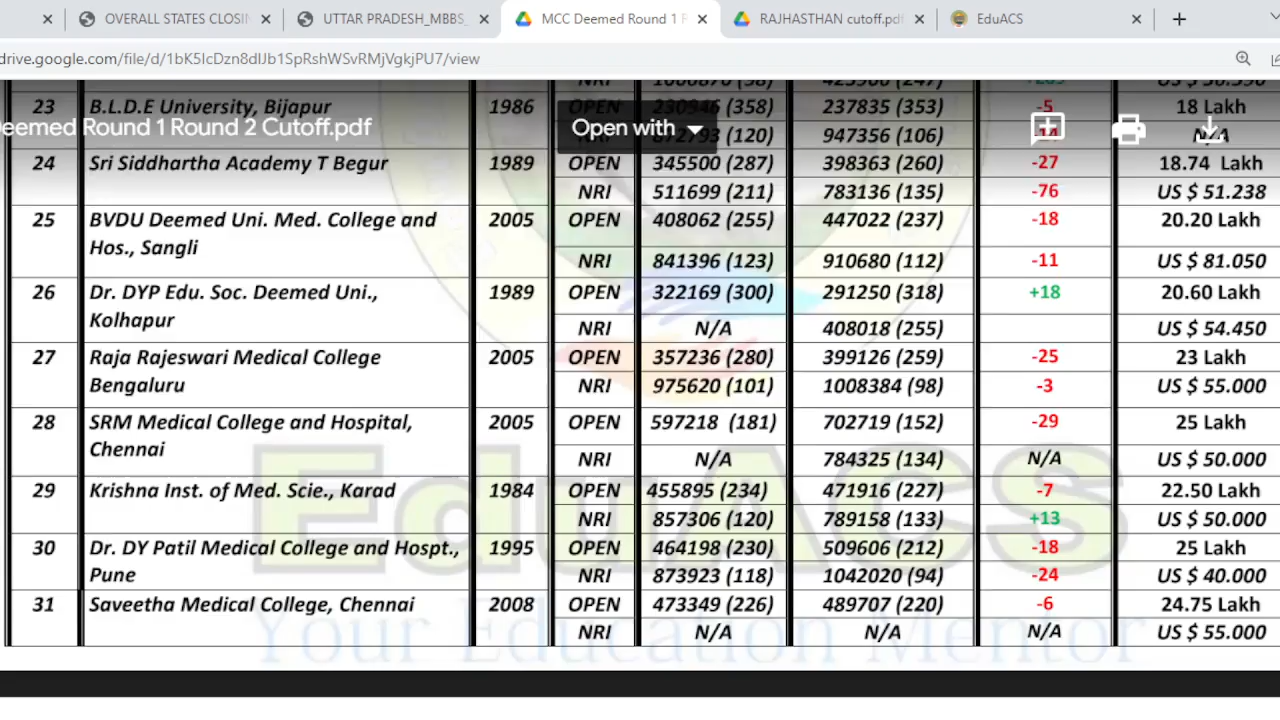 OVERALL STATES CLOSIN
UTTAR PRADESH_MBBS_
MCC Deemed Round 1 R
RAJHASTHAN cutoff.pdf
EduACS
drive.google.com/file/d/1bK5IcDzn8dIJb1SpRshWSvRMjVgkjPU7/view
eemed Round 1 Round 2 Cutoff.pdf
Open with
23 B.L.D.E University, Bijapur 1986 OPEN 230946 (358) 237835 (353) -5 18 Lakh
(120) 947356 (106) N/A
24 Sri Siddhartha Academy T Begur 1989 OPEN 345500 (287) 398363 (260) -27 18.74 Lakh
NRI 511699 (211) 783136 (135) -76 US $ 51.238
25 BVDU Deemed Uni. Med. College and 2005 OPEN 408062 (255) 447022 (237) -18 20.20 Lakh
Hos., Sangli
NRI 841396 (123) 910680 (112) -11 US $ 81.050
26 Dr. DYP Edu. Soc. Deemed Uni., 1989 OPEN 322169 (300) 291250 (318) +18 20.60 Lakh
Kolhapur
NRI N/A 408018 (255) US $ 54.450
27 Raja Rajeswari Medical College 2005 OPEN 357236 (280) 399126 (259) -25 23 Lakh
Bengaluru NRI 975620 (101) 1008384 (98) -3 US $ 55.000
28 SRM Medical College and Hospital, 2005 OPEN 597218 (181) 702719 (152) -29 25 Lakh
Chennai
NRI N/A 784325 (134) N/A US $ 50.000
29 Krishna Inst. of Med. Scie., Karad 1984 OPEN 455895 (234) 471916 (227) -7 22.50 Lakh
NRI 857306 (120) 789158 (133) +13 US $ 50.000
30 Dr. DY Patil Medical College and Hospt., 1995 OPEN 464198 (230) 509606 (212) -18 25 Lakh
Pune NRI 873923 (118) 1042020 (94) -24 US $ 40.000
31 Saveetha Medical College, Chennai 2008 OPEN 473349 (226) 489707 (220) -6 24.75 Lakh
NRI N/A N/A N/A US $ 55.000
EduACS
Your Education Mentor